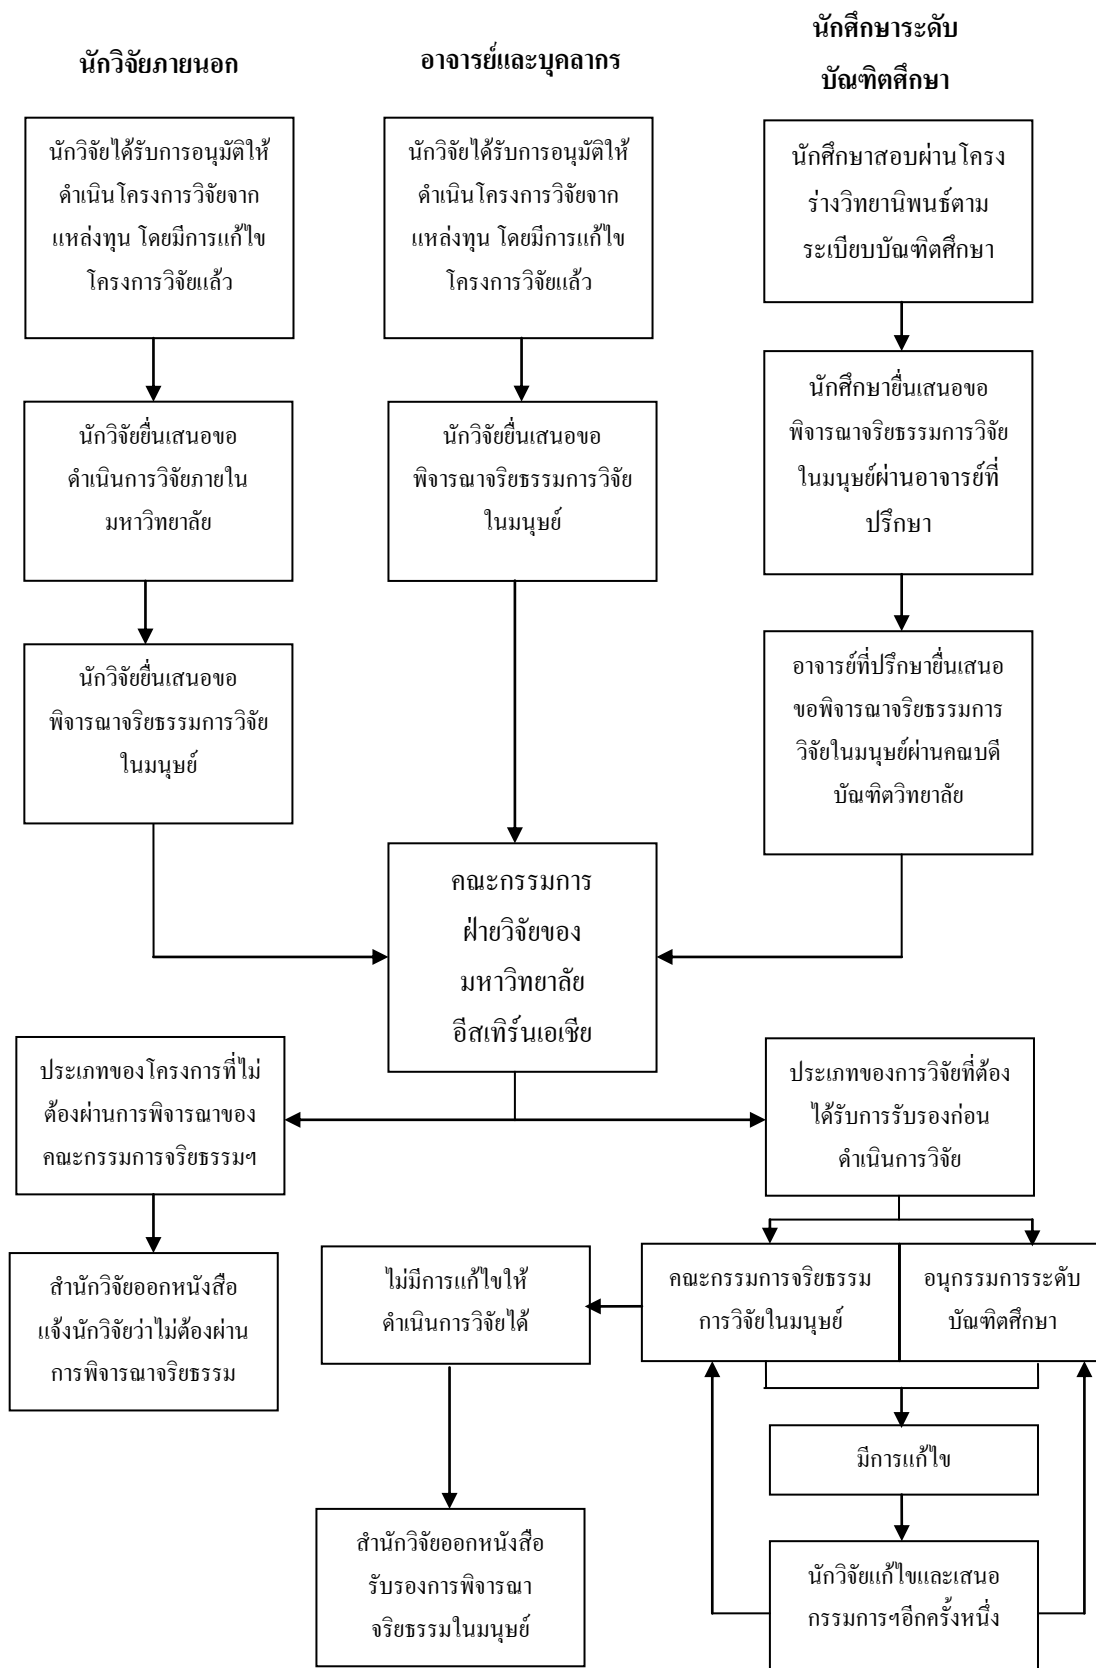 นักวิจัยภายนอก
อาจารย์และบุคลากร
นักศึกษาระดับ
บัณฑิตศึกษา
นักวิจัยได้รับการอนุมัติให้
ดำเนินโครงการวิจัยจาก
แหล่งทุน โดยมีการแก้ไข
โครงการวิจัยแล้ว
นักวิจัยได้รับการอนุมัติให้
ดำเนินโครงการวิจัยจาก
แหล่งทุน โดยมีการแก้ไข
โครงการวิจัยแล้ว
นักศึกษาสอบผ่านโครง
ร่างวิทยานิพนธ์ตาม
ระเบียบบัณฑิตศึกษา
นักวิจัยยื่นเสนอขอ
ดำเนินการวิจัยภายใน
มหาวิทยาลัย
นักวิจัยยื่นเสนอขอ
พิจารณาจริยธรรมการวิจัย
ในมนุษย์
นักศึกษายื่นเสนอขอ
พิจารณาจริยธรรมการวิจัย
ในมนุษย์ผ่านอาจารย์ที่
ปรึกษา
นักวิจัยยื่นเสนอขอ
พิจารณาจริยธรรมการวิจัย
ในมนุษย์
อาจารย์ที่ปรึกษายื่นเสนอ
ขอพิจารณาจริยธรรมการ
วิจัยในมนุษย์ผ่านคณบดี
บัณฑิตวิทยาลัย
คณะกรรมการ
ฝ่ายวิจัยของ
มหาวิทยาลัย
อีสเทิร์นเอเชีย
ประเภทของโครงการที่ไม่
ต้องผ่านการพิจารณาของ
คณะกรรมการจริยธรรมฯ
ประเภทของการวิจัยที่ต้อง
ได้รับการรับรองก่อน
ดำเนินการวิจัย
สำนักวิจัยออกหนังสือ
แจ้งนักวิจัยว่าไม่ต้องผ่าน
การพิจารณาจริยธรรม
ไม่มีการแก้ไขให้
ดำเนินการวิจัยได้
คณะกรรมการจริยธรรม
การวิจัยในมนุษย์
อนุกรรมการระดับ
บัณฑิตศึกษา
มีการแก้ไข
สำนักวิจัยออกหนังสือ
รับรองการพิจารณา
จริยธรรมในมนุษย์
นักวิจัยแก้ไขและเสนอ
กรรมการฯอีกครั้งหนึ่ง